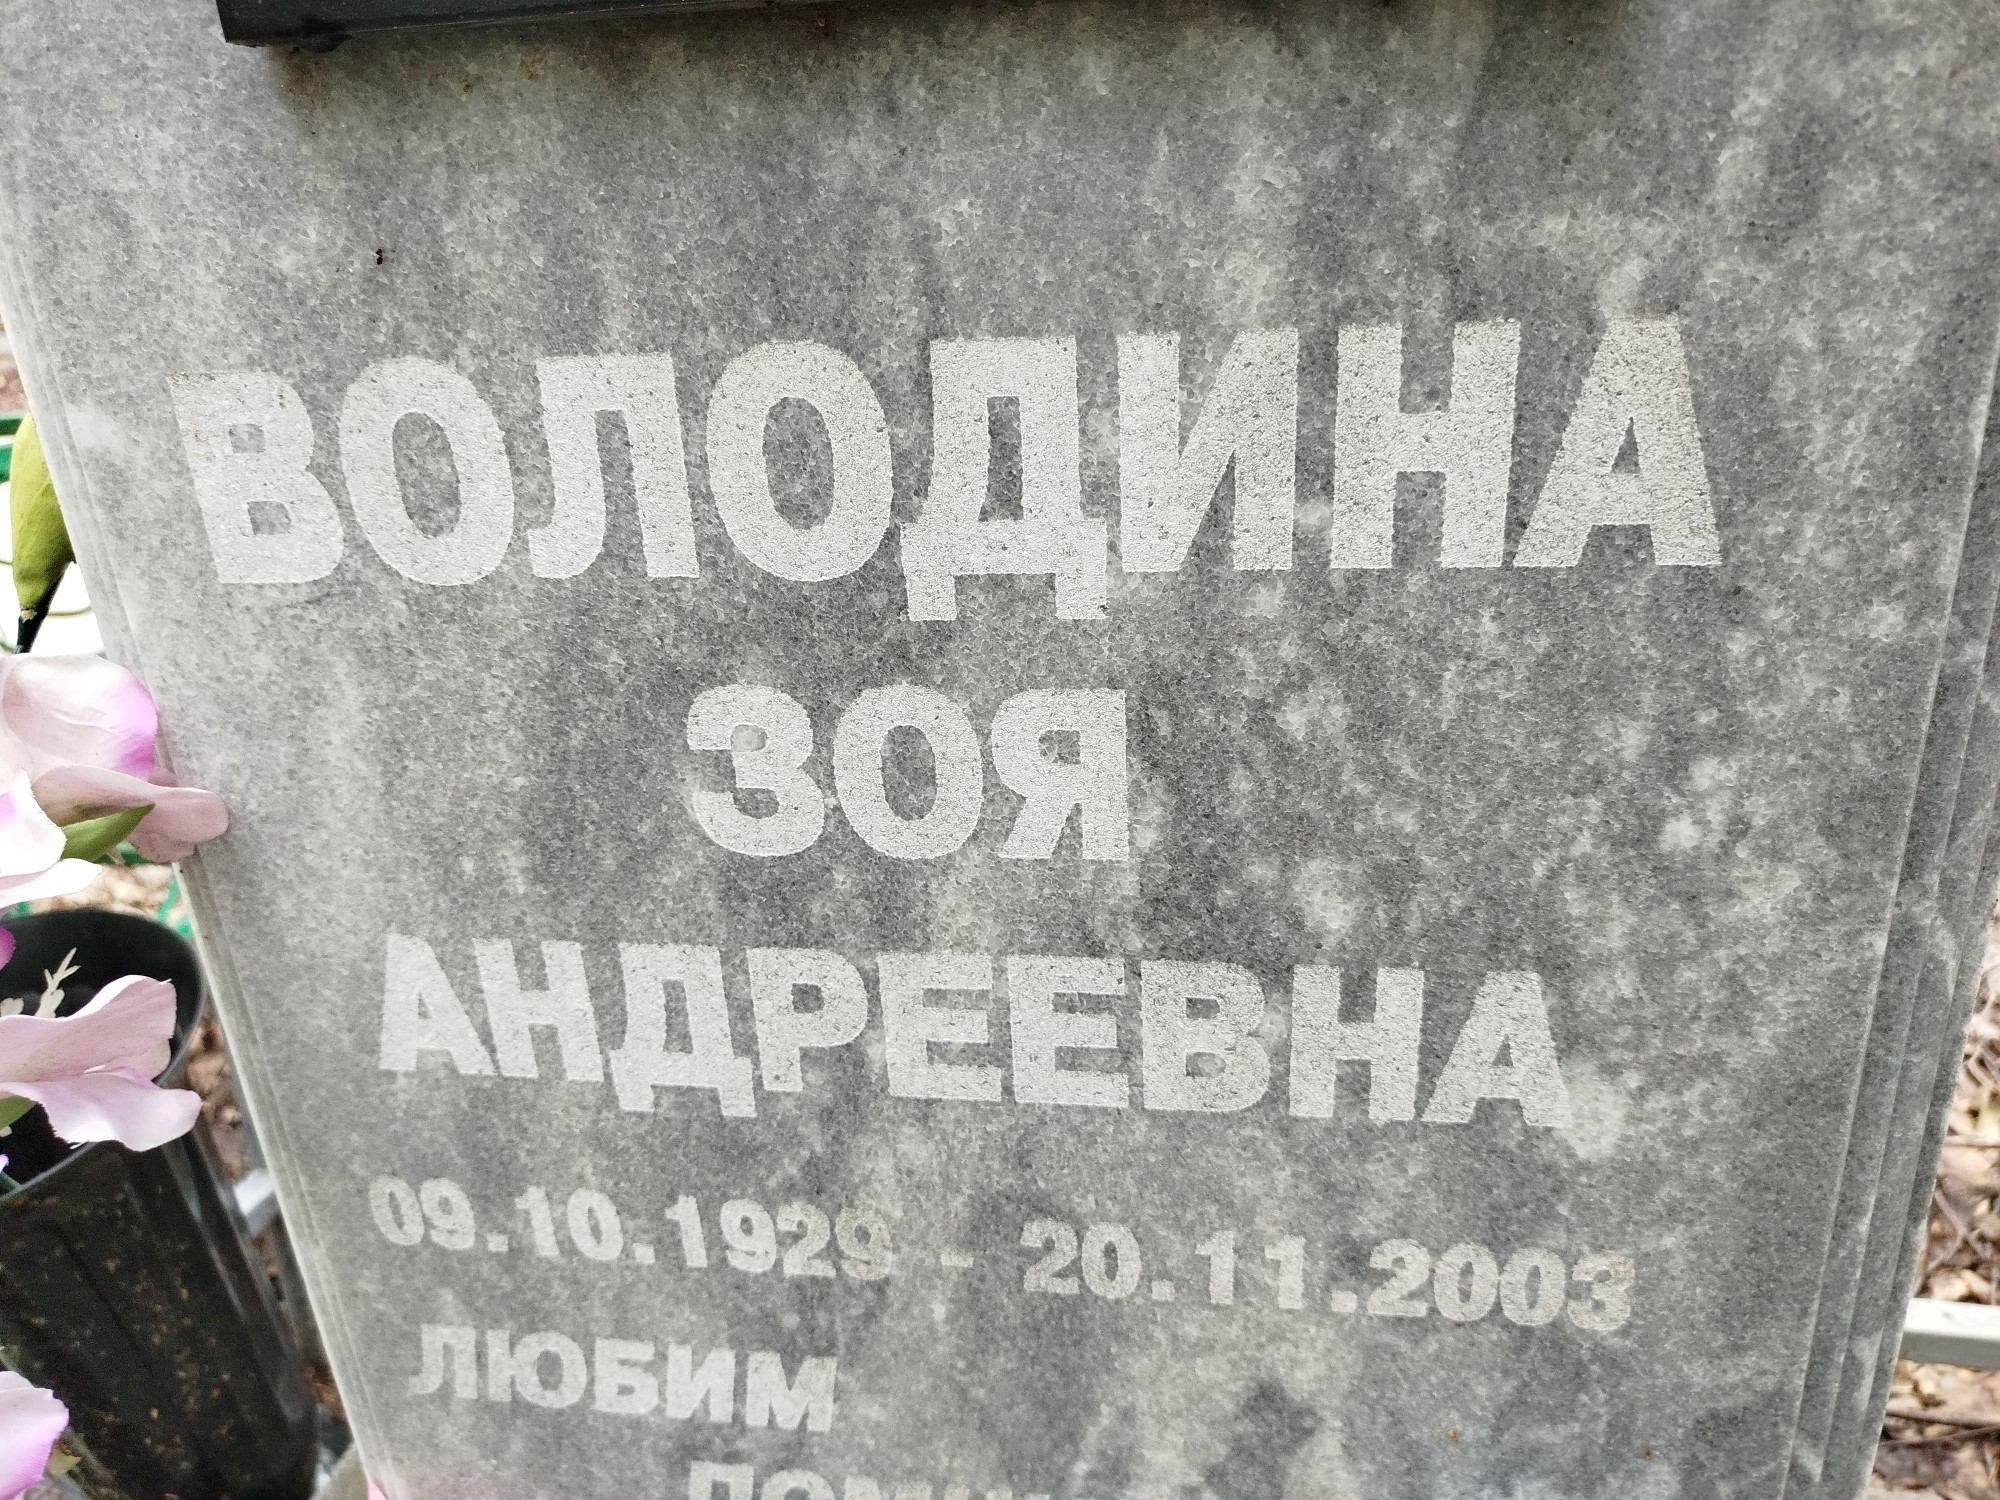 ВОЛОДИНА
ЗОЯ
АНДРЕЕВНА
09.10.1929 - 20.11.2003
ЛЮБИМ